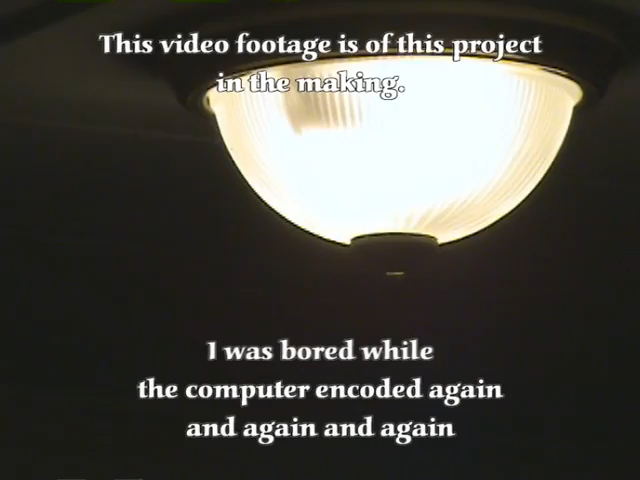 This video footage is of this project
in the making.
I was bored while
the computer encoded again
and again and again